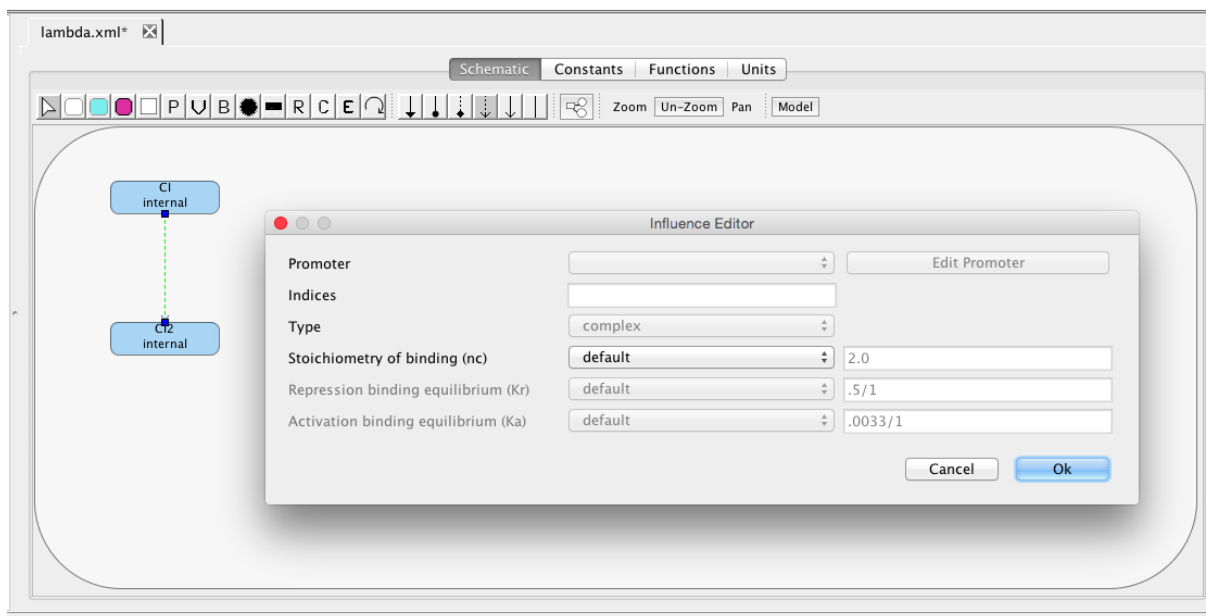 lambda.xml*
Schematic Constants Functions Units
P V B R C E Zoom Un-Zoom Pan Model
CI
internal
CI2
internal
Influence Editor
Promoter Edit Promoter
Indices
Type complex
Stoichiometry of binding (nc) default 2.0
Repression binding equilibrium (Kr) default .5/1
Activation binding equilibrium (Ka) default .0033/1
Cancel Ok